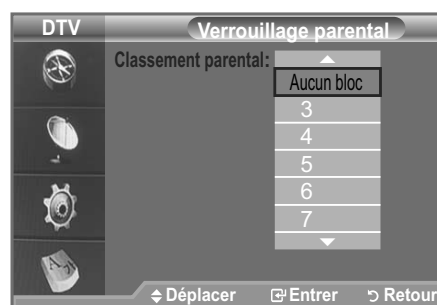 DTV
Verrouillage parental
Classement parental:
Aucun bloc
3
4
5
6
7
Déplacer Entrer Retour